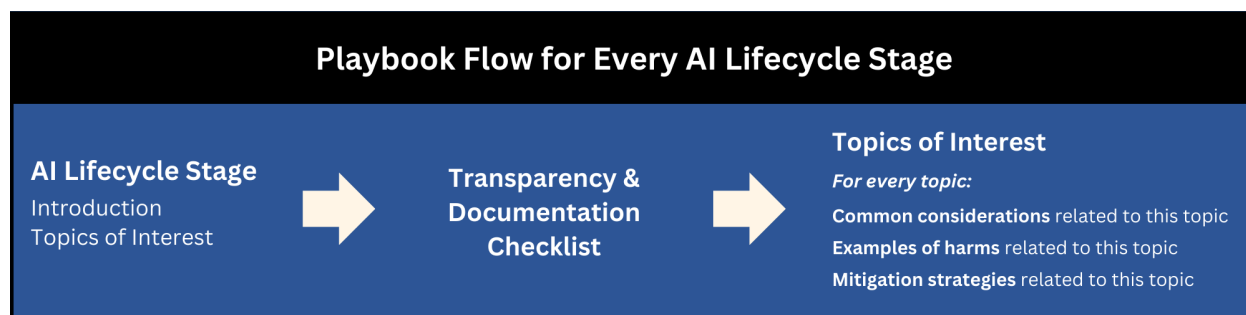 Playbook Flow for Every AI Lifecycle Stage
AI Lifecycle Stage
Introduction
Topics of Interest
Transparency &
Documentation
Checklist
Topics of Interest
For every topic:
Common considerations related to this topic
Examples of harms related to this topic
Mitigation strategies related to this topic